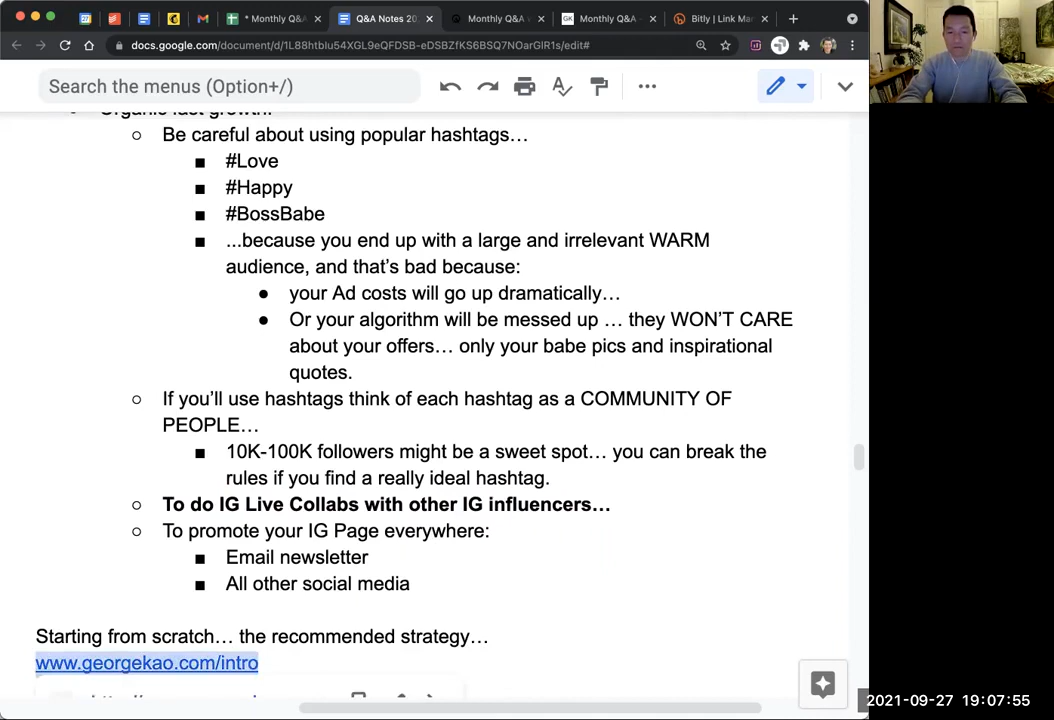 * Monthly Q&A
Q&A Notes 20
Monthly Q&A
GK
Monthly Q&A
Bitly | Link Mar
docs.google.com/document/d/1L88htbIu54XGL9eQFDSB-eDSBZfKS6BSQ7NOarGlR1s/edit#
Search the menus (Option+/)
Organic fast growth:
Be careful about using popular hashtags…
#Love
#Happy
#BossBabe
...because you end up with a large and irrelevant WARM
audience, and that’s bad because:
your Ad costs will go up dramatically…
Or your algorithm will be messed up … they WON’T CARE
about your offers… only your babe pics and inspirational
quotes.
If you’ll use hashtags think of each hashtag as a COMMUNITY OF
PEOPLE…
10K-100K followers might be a sweet spot… you can break the
rules if you find a really ideal hashtag.
To do IG Live Collabs with other IG influencers…
To promote your IG Page everywhere:
Email newsletter
All other social media
Starting from scratch… the recommended strategy…
www.georgekao.com/intro
2021-09-27 19:07:55